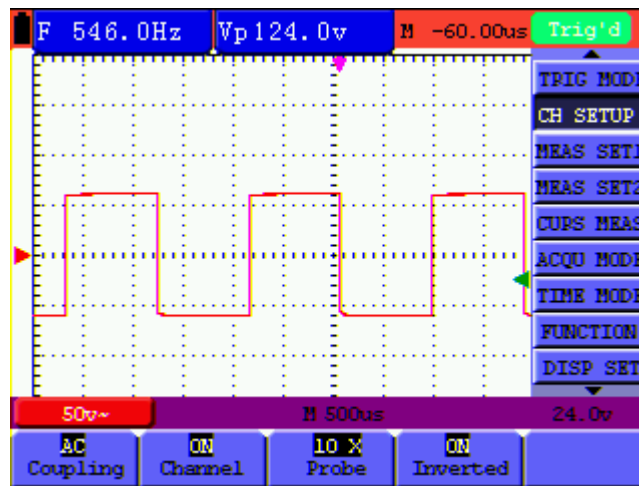 F 546.0Hz
Vp124.0v
M -60.00us
Trig'd
TRIG MODE
CH SETUP
MEAS SET1
MEAS SET2
CURS MEAS
ACQU MODE
TIME MODE
FUNCTION
DISP SET
50v~
M 500us
24.0v
AC
Coupling
ON
Channel
10 X
Probe
ON
Inverted